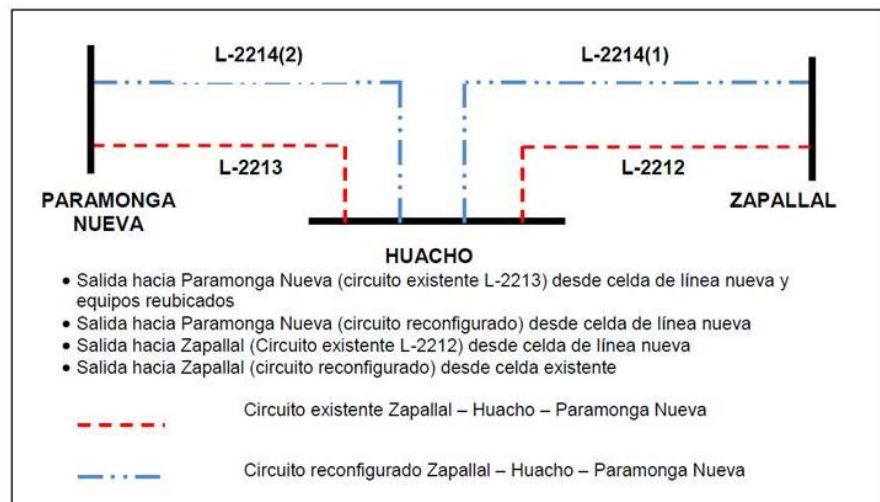 L-2214(2)
L-2214(1)
L-2213
L-2212
PARAMONGA
NUEVA
ZAPALLAL
HUACHO
• Salida hacia Paramonga Nueva (circuito existente L-2213) desde celda de línea nueva y
equipos reubicados
• Salida hacia Paramonga Nueva (circuito reconfigurado) desde celda de línea nueva
• Salida hacia Zapallal (Circuito existente L-2212) desde celda de línea nueva
• Salida hacia Zapallal (circuito reconfigurado) desde celda existente
Circuito existente Zapallal – Huacho – Paramonga Nueva
Circuito reconfigurado Zapallal – Huacho – Paramonga Nueva